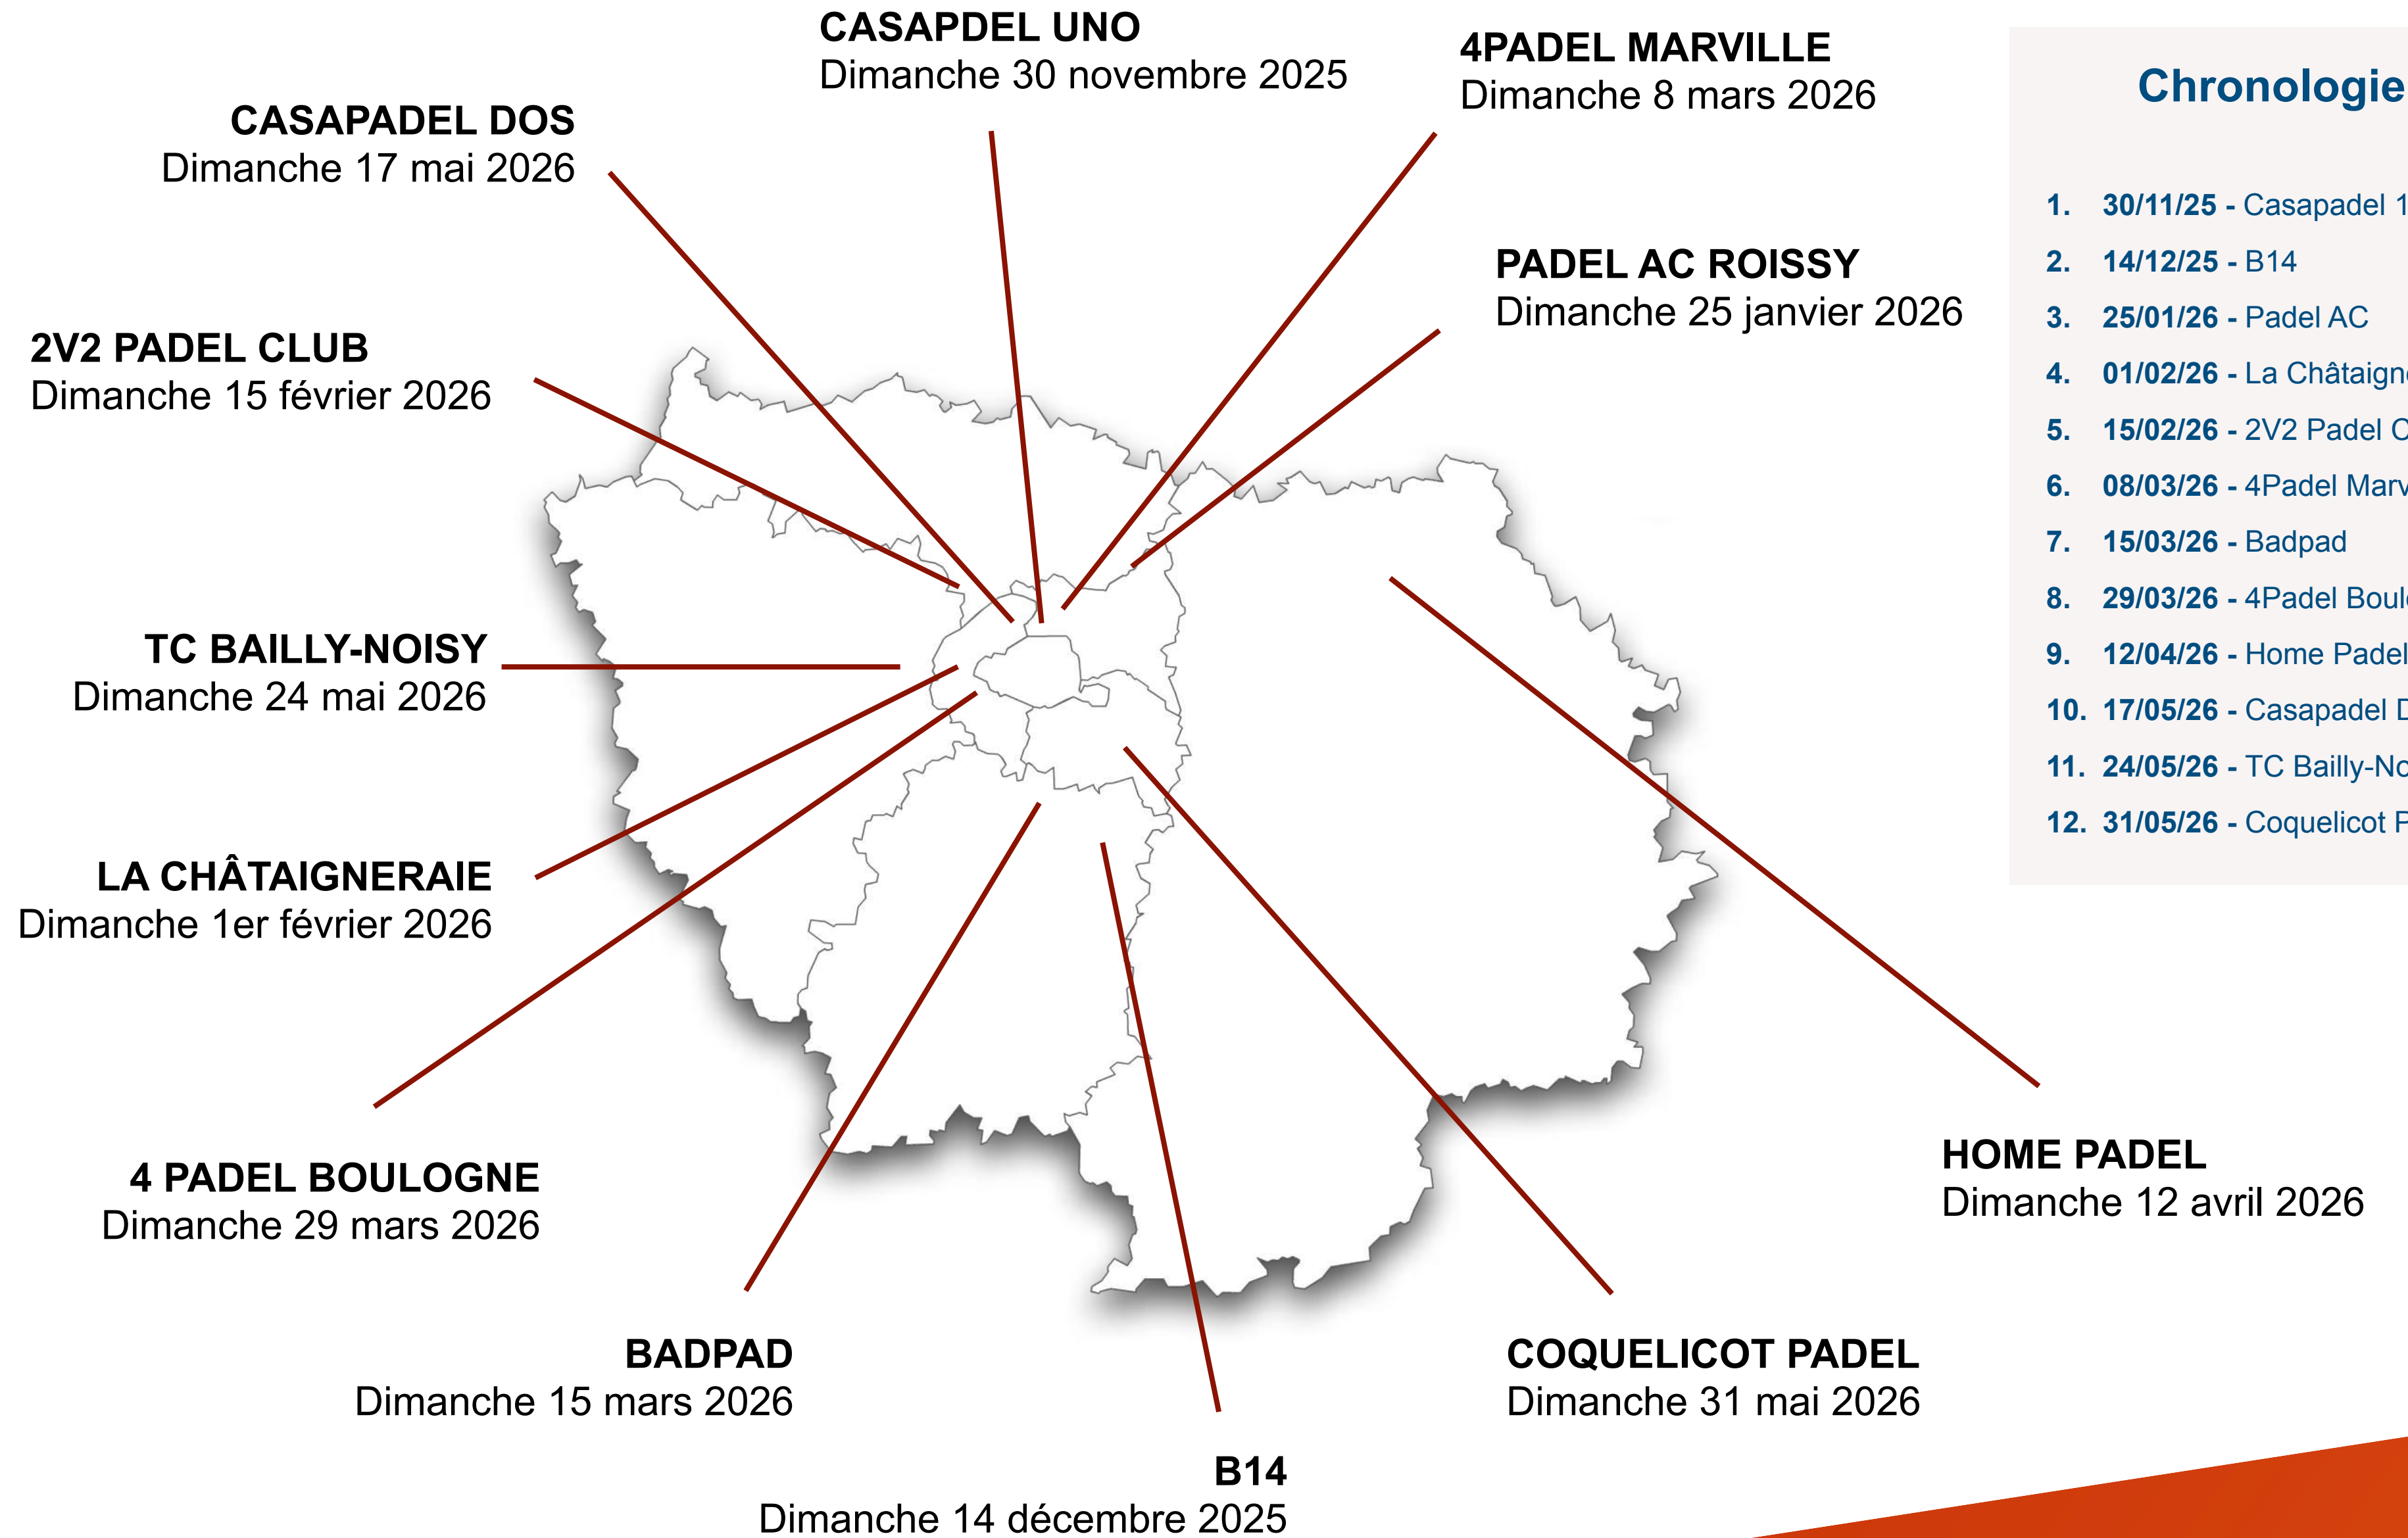 CASAPDEL UNO
Dimanche 30 novembre 2025
4PADEL MARVILLE
Dimanche 8 mars 2026
CASAPADEL DOS
Dimanche 17 mai 2026
PADEL AC ROISSY
Dimanche 25 janvier 2026
2V2 PADEL CLUB
Dimanche 15 février 2026
TC BAILLY-NOISY
Dimanche 24 mai 2026
LA CHÂTAIGNERAIE
Dimanche 1er février 2026
4 PADEL BOULOGNE
Dimanche 29 mars 2026
HOME PADEL
Dimanche 12 avril 2026
BADPAD
Dimanche 15 mars 2026
COQUELICOT PADEL
Dimanche 31 mai 2026
B14
Dimanche 14 décembre 2025
Chronologie
1. 30/11/25 - Casapadel 1
2. 14/12/25 - B14
3. 25/01/26 - Padel AC
4. 01/02/26 - La
5. 15/02/26 - 2V2 Padel
6. 08/03/26 - 4Padel
7. 15/03/26 - Badpad
8. 29/03/26 - 4Padel
9. 12/04/26 - Home Padel
10. 17/05/26 - Casapadel
11. 24/05/26 - TC
12. 31/05/26 - Coquelicot